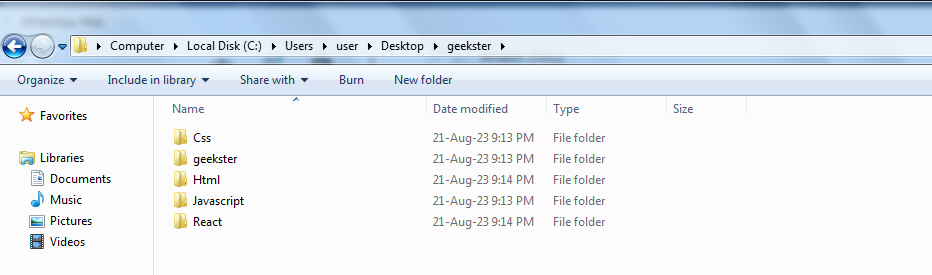 Computer Local Disk (C:) Users user Desktop geekster
Organize Include in library Share with Burn New folder
Favorites
Libraries
Documents
Music
Pictures
Videos
Name Date modified Type Size
Css 21-Aug-23 9:13 PM File folder
geekster 21-Aug-23 9:13 PM File folder
Html 21-Aug-23 9:14 PM File folder
Javascript 21-Aug-23 9:13 PM File folder
React 21-Aug-23 9:14 PM File folder